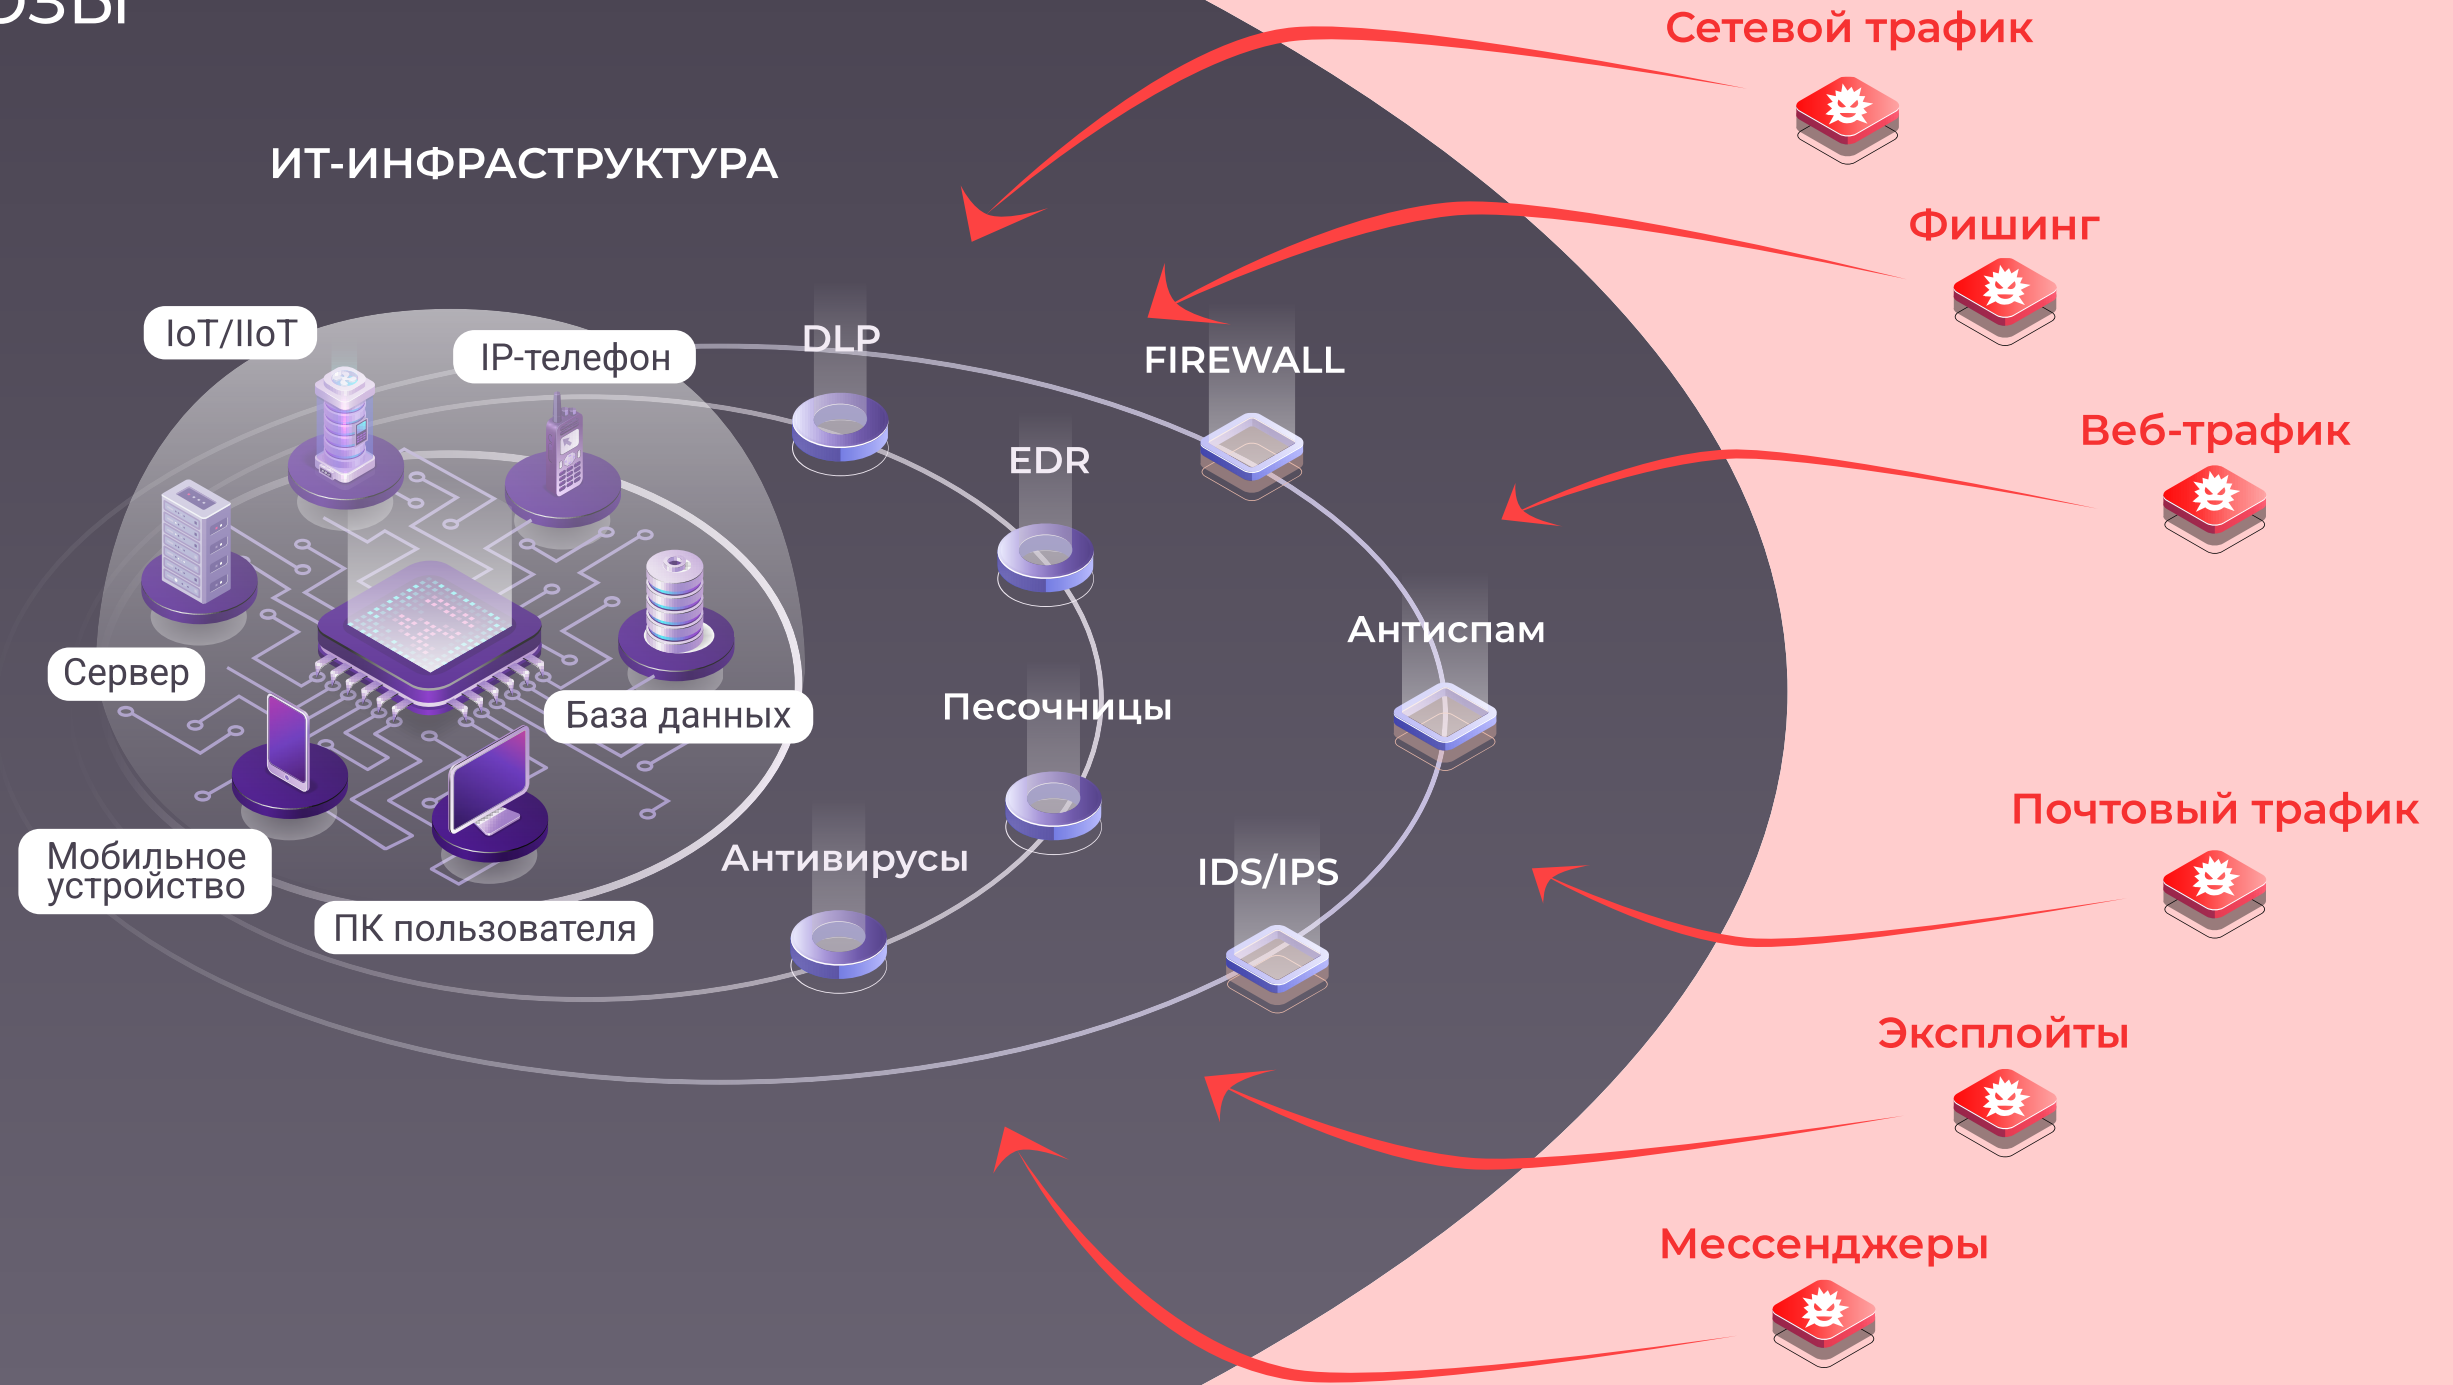 Сетевой трафик
ИТ-ИНФРАСТРУКТУРА
Фишинг
IoT/IIoT
IP-телефон
DLP
FIREWALL
Веб-трафик
EDR
Антиспам
Сервер
База данных
Песочницы
Почтовый трафик
Мобильное
устройство
Антивирусы
IDS/IPS
ПК пользователя
Эксплойты
Мессенджеры